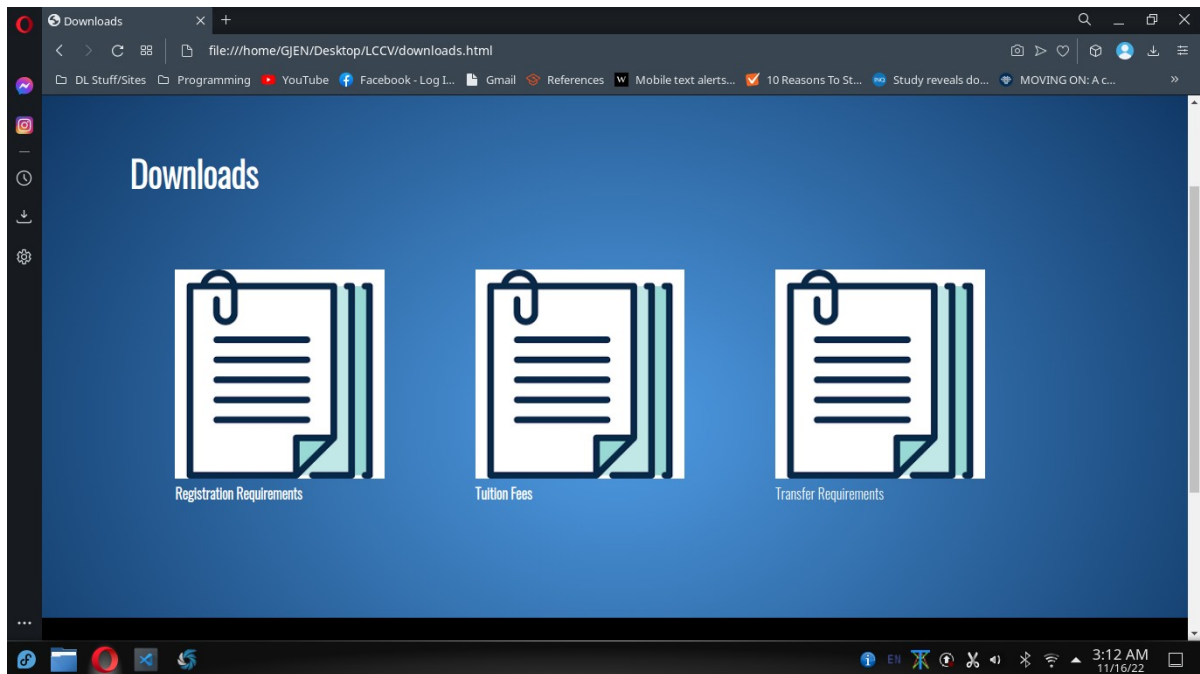 Downloads
file:///home/GJEN/Desktop/LCCV/downloads.html
DL Stuff/Sites Programming YouTube Facebook - Log I... Gmail References Mobile text alerts... 10 Reasons To St... Study reveals do... MOVING ON: A c...
Downloads
Registration Requirements
Tuition Fees
Transfer Requirements
EN
3:12 AM
11/16/22